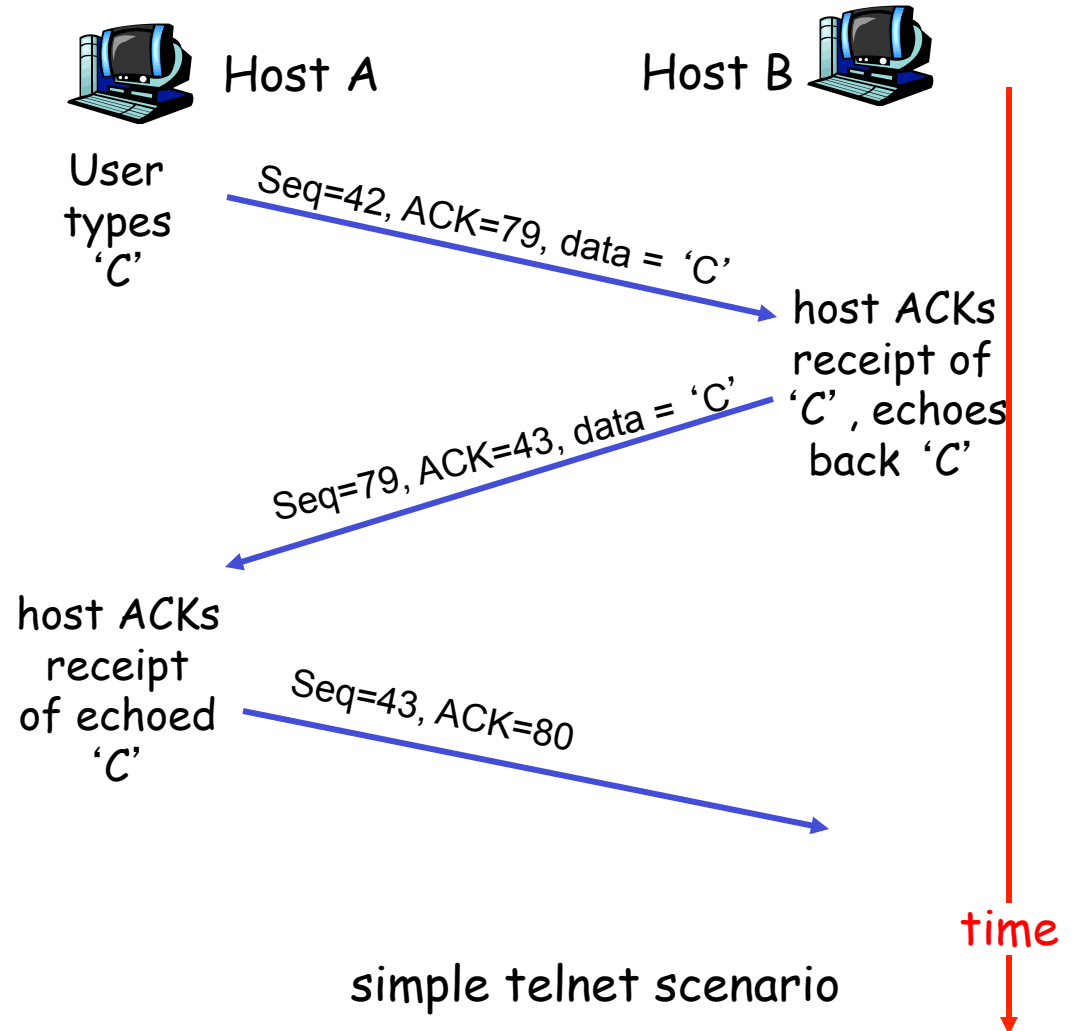 Host A
Host B
User
types
‘C’
Seq=42, ACK=79, data = ‘C’
host ACKs
receipt of
‘C’ , echoes
back ‘C’
Seq=79, ACK=43, data = ‘C’
host ACKs
receipt
of echoed
‘C’
Seq=43, ACK=80
time
simple telnet scenario